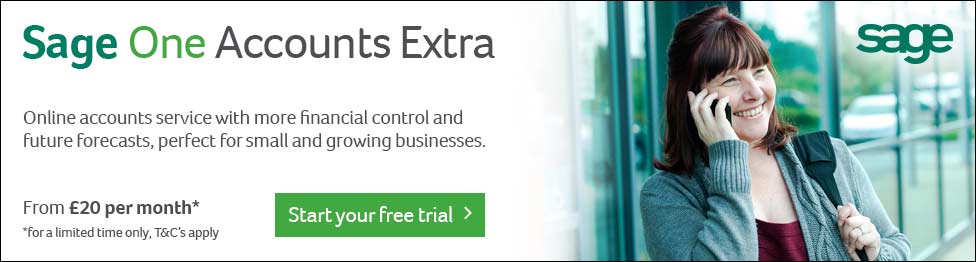 Sage One Accounts Extra
sage
Online accounts service with more financial control and
future forecasts, perfect for small and growing businesses.
From £20 per month*
*for a limited time only, T&C's apply
Start your free trial >